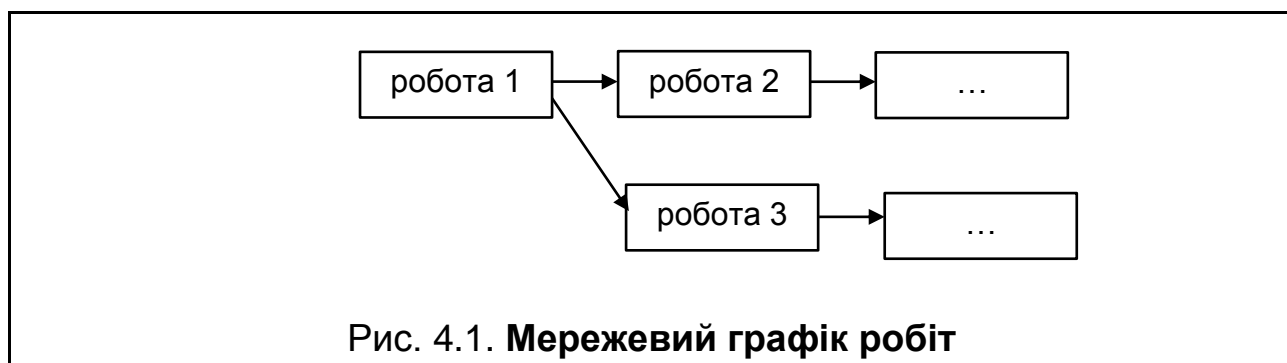 робота 1
робота 2
...
робота 3
...
Рис. 4.1. Мережевий графік робіт